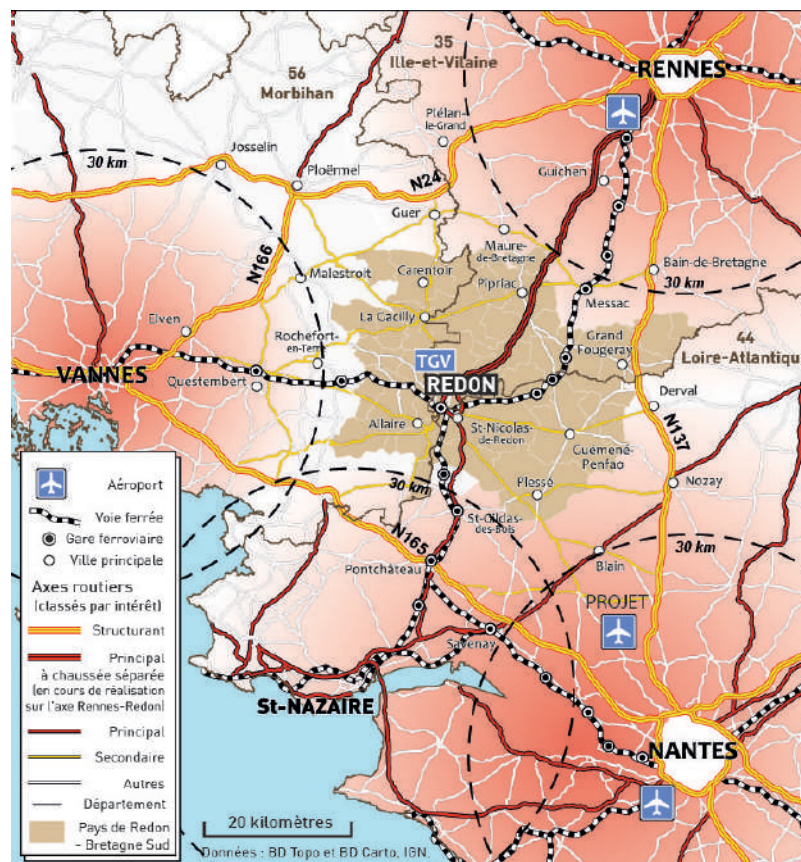 35
Ille-et-Vilaine
RENNES
56
Morbihan
Plélan
-le-Grand
Josselin
30 km
Ploërmel
N24
Guichen
Guer
N166
Maure-
de-Bretagne
Bain-de-Bretagne
30 km
Malestroit
Carentoir
Pipriac
Messac
Elven
La Gacilly
Rochefort-
en-Terre
Grand
Fougeray
44
Loire-Atlantique
TGV
VANNES
REDON
Questembert
Derval
Allaire
St-Nicolas-
de-Redon
N137
Guémené-
Penfao
30 km
Plessé
Nozay
St-Gildas-
des-Bois
N165
30 km
Blain
Pontchâteau
PROJET
Savenay
St-NAZAIRE
NANTES
Aéroport
Voie ferrée
Gare ferroviaire
Ville principale
Axes routiers
(classés par intérêt)
Structurant
Principal
à chaussée séparée
(en cours de réalisation
sur l'axe Rennes-Redon)
Principal
Secondaire
Autres
Département
Pays de Redon
- Bretagne Sud
20 kilomètres
Données : BD Topo et BD Carto, IGN.